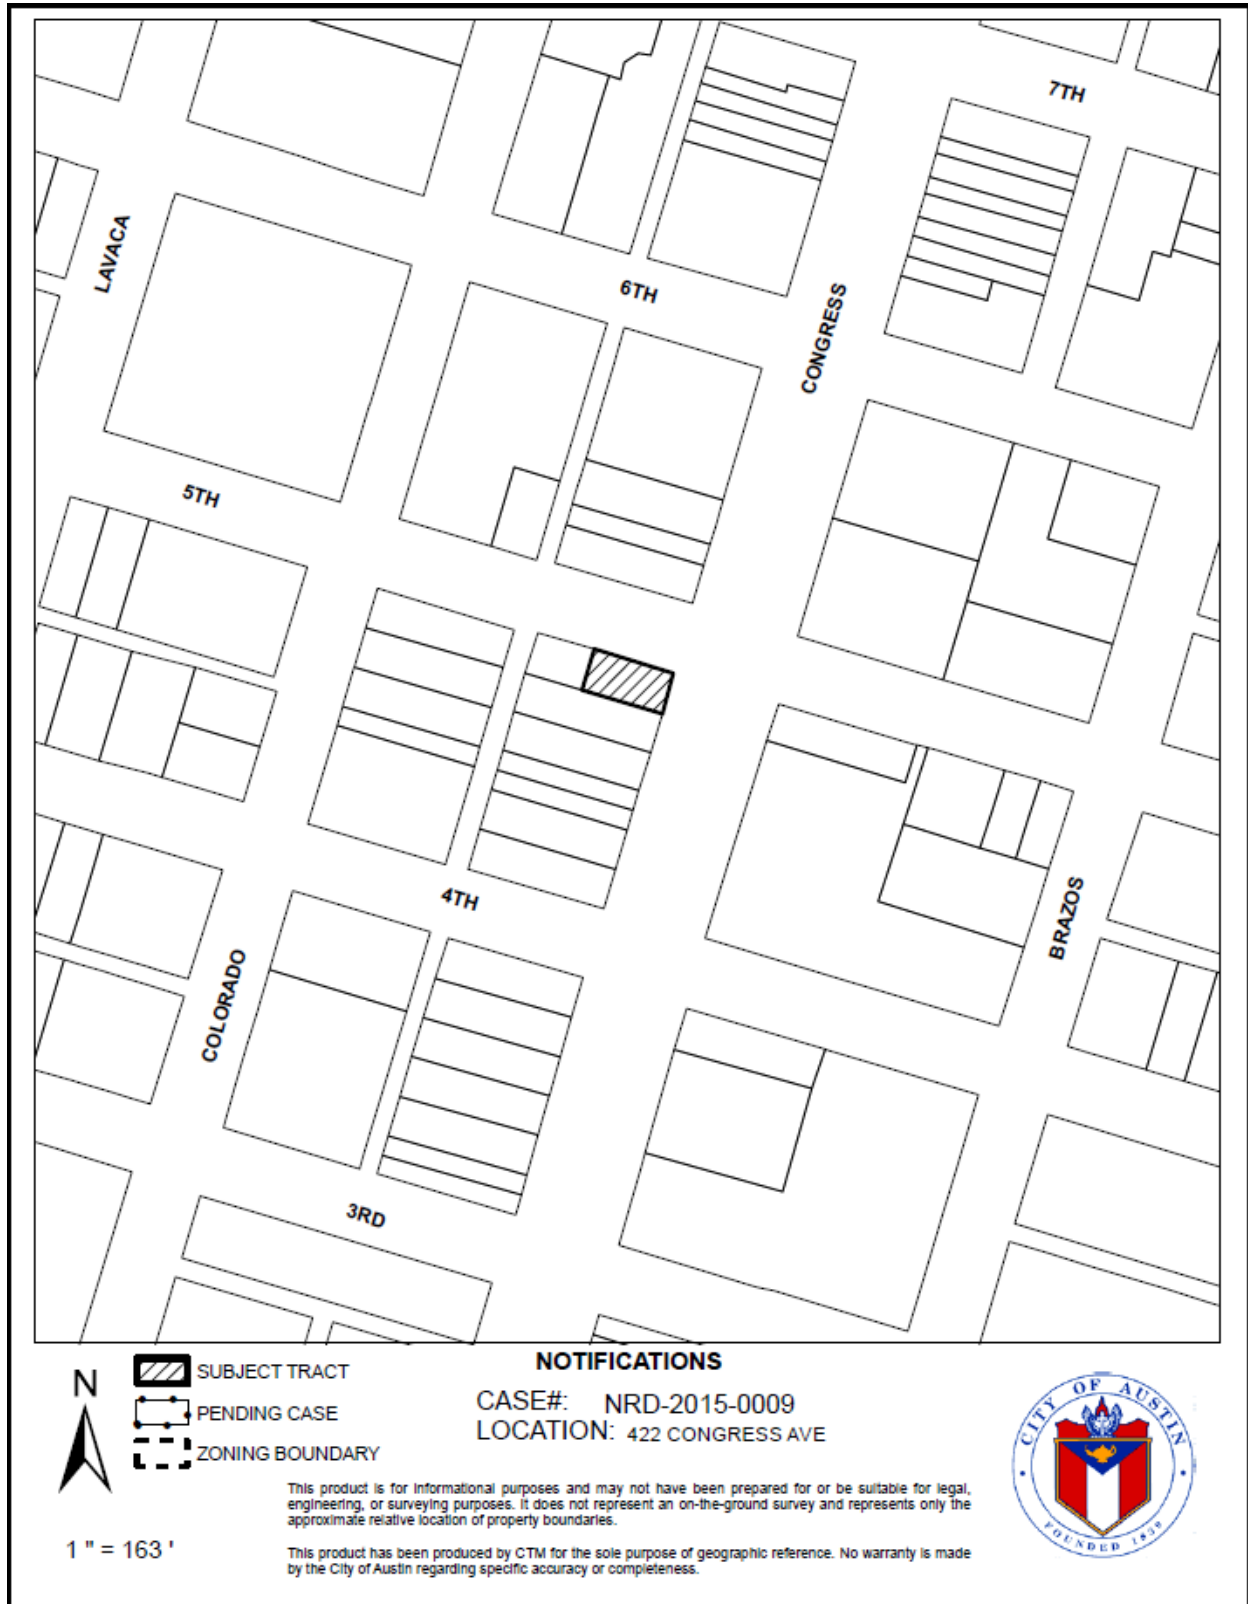 7TH
LAVACA
6TH
CONGRESS
5TH
4TH
BRAZOS
COLORADO
3RD
N
SUBJECT TRACT
PENDING CASE
ZONING BOUNDARY
1 " = 163 '
NOTIFICATIONS
CASE#: NRD-2015-0009
LOCATION: 422 CONGRESS AVE
This product is for informational purposes and may not have been prepared for or be suitable for legal,
engineering, or surveying purposes. It does not represent an on-the-ground survey and represents only the
approximate relative location of property boundaries.
This product has been produced by CTM for the sole purpose of geographic reference. No warranty is made
by the City of Austin regarding specific accuracy or completeness.
CITY OF AUSTIN
FOUNDED 1839